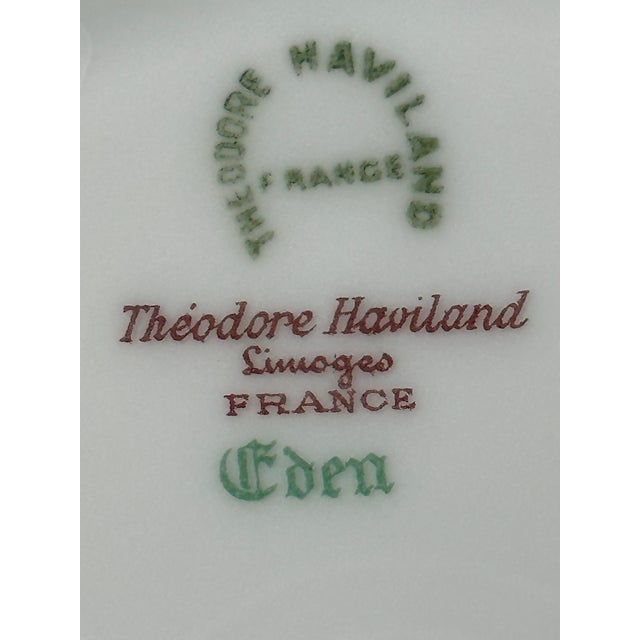 THEODORE HAVILAND
FRANCE
Théodore Haviland
Limoges
FRANCE
Eden